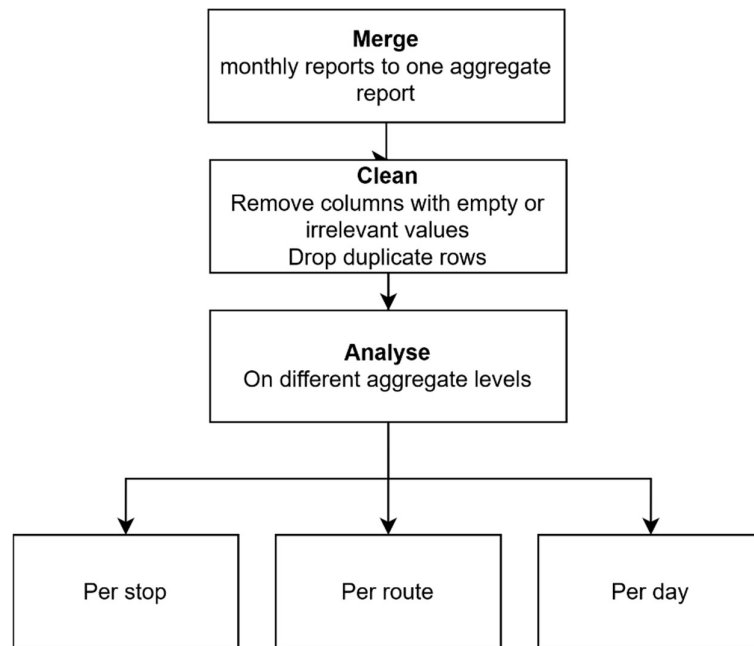 Merge
monthly reports to one aggregate
report
Clean
Remove columns with empty or
irrelevant values
Drop duplicate rows
Analyse
On different aggregate levels
Per stop
Per route
Per day